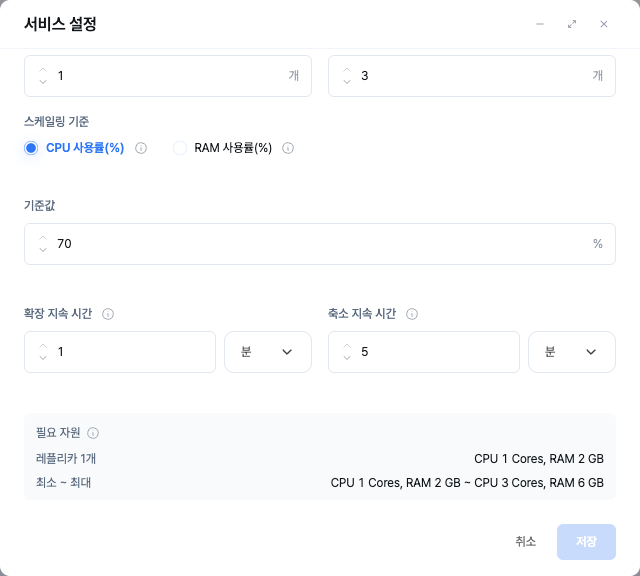 서비스 설정
1 개 3 개
스케일링 기준
CPU 사용률(%) RAM 사용률(%)
기준값
70 %
확장 지속 시간 축소 지속 시간
1 분 5 분
필요 자원
레플리카 1개 CPU 1 Cores, RAM 2 GB
최소 ~ 최대 CPU 1 Cores, RAM 2 GB ~ CPU 3 Cores, RAM 6 GB
취소 저장